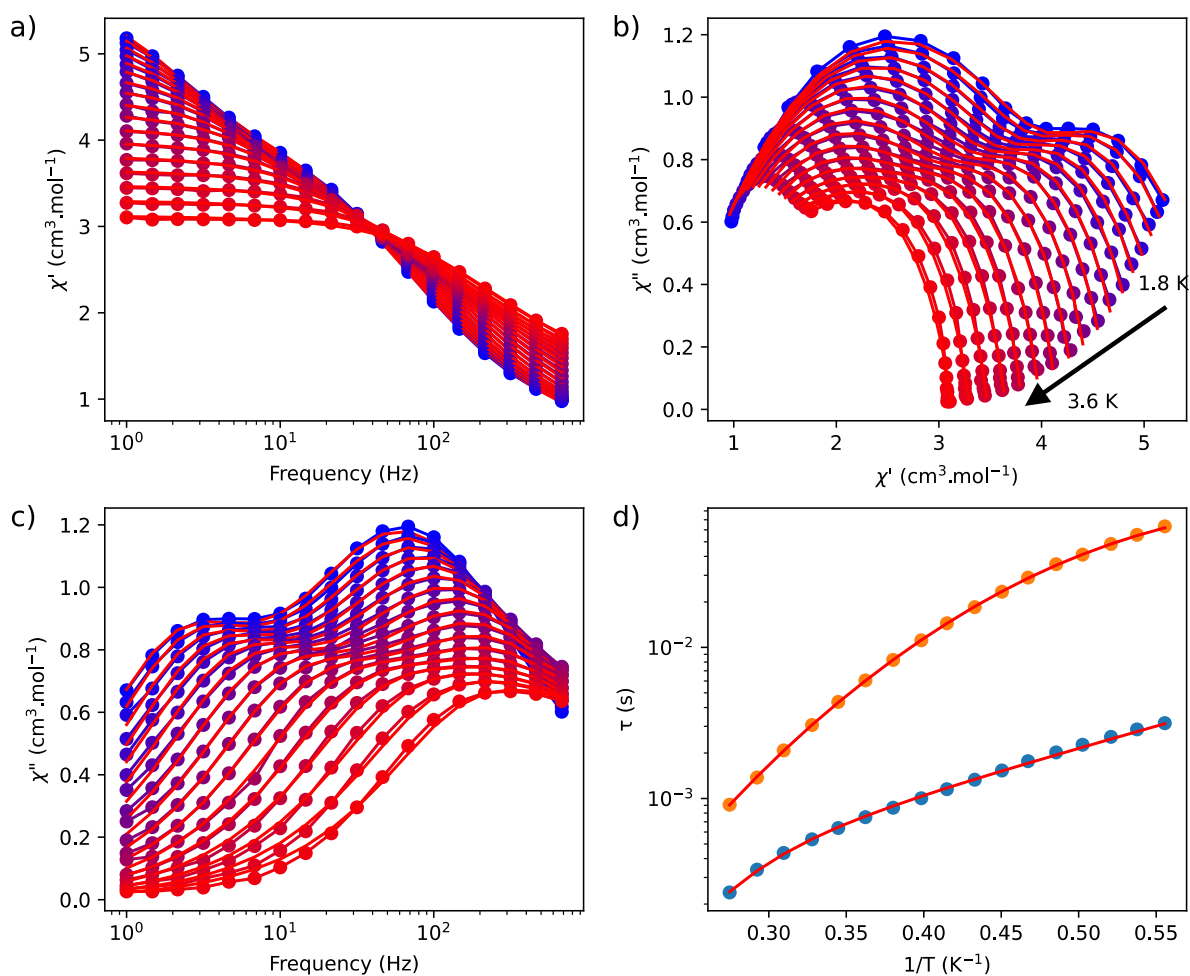 a)
χ' (cm³.mol⁻¹)
5
4
3
2
1
10⁰
10¹
10²
Frequency (Hz)
b)
χ'' (cm³.mol⁻¹)
1.2
1.0
0.8
0.6
0.4
0.2
0.0
1.8 K
3.6 K
1
2
3
4
5
χ' (cm³.mol⁻¹)
c)
χ'' (cm³.mol⁻¹)
1.2
1.0
0.8
0.6
0.4
0.2
0.0
10⁰
10¹
10²
Frequency (Hz)
d)
τ (s)
10⁻²
10⁻³
0.30
0.35
0.40
0.45
0.50
0.55
1/T (K⁻¹)